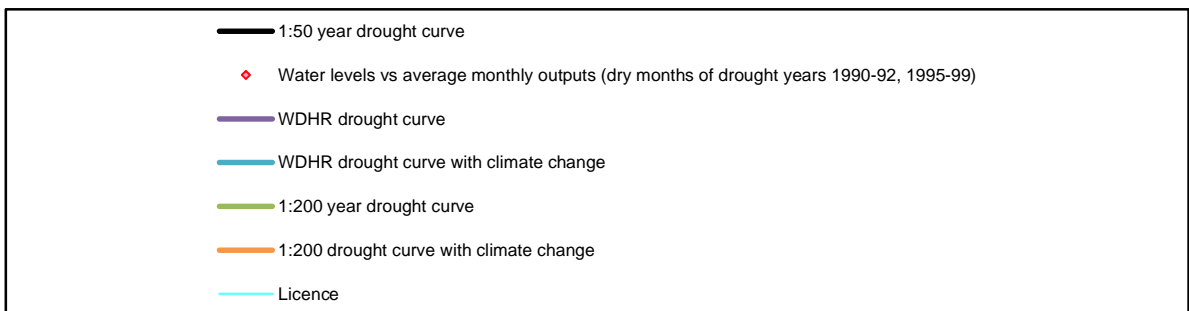 1:50 year drought curve
Water levels vs average monthly outputs (dry months of drought years 1990-92, 1995-99)
WDHR drought curve
WDHR drought curve with climate change
1:200 year drought curve
1:200 drought curve with climate change
Licence